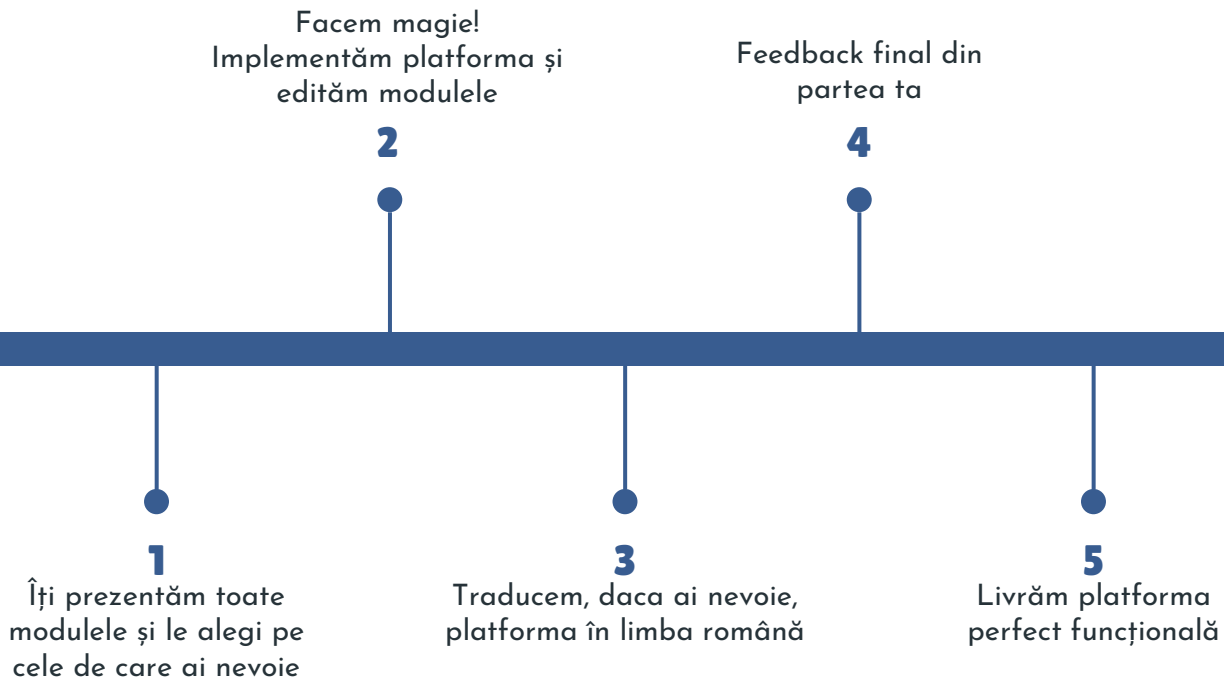 Facem magie!
Implementăm platforma și
edităm modulele
2
Feedback final din
partea ta
4
1
Îți prezentăm toate
modulele și le alegi pe
cele de care ai nevoie
3
Traducem, daca ai nevoie,
platforma în limba română
5
Livrăm platforma
perfect funcțională